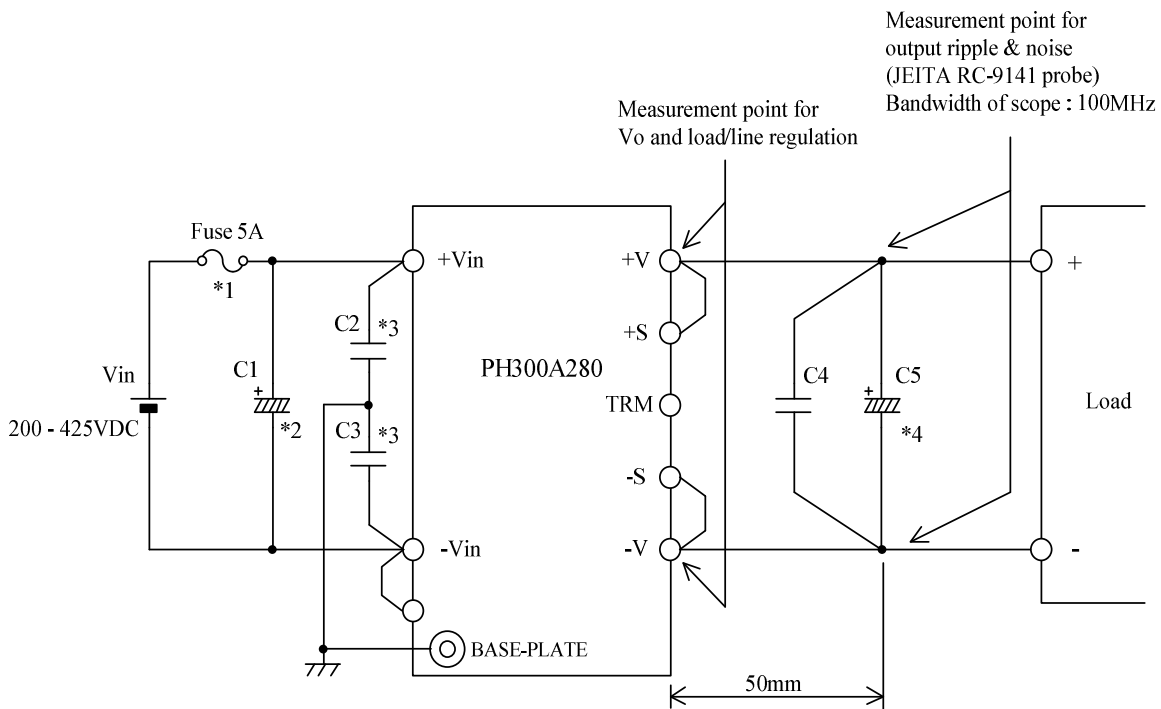 Measurement point for
output ripple & noise
(JEITA RC-9141 probe)
Bandwidth of scope : 100MHz
Measurement point for
Vo and load/line regulation
Fuse 5A
*1
+Vin
+V
+
C2
*3
+S
PH300A280
Vin
200 - 425VDC
C1
+
*2
TRM
C4
C5
+
*4
Load
C3
*3
-S
-Vin
-V
-
BASE-PLATE
50mm